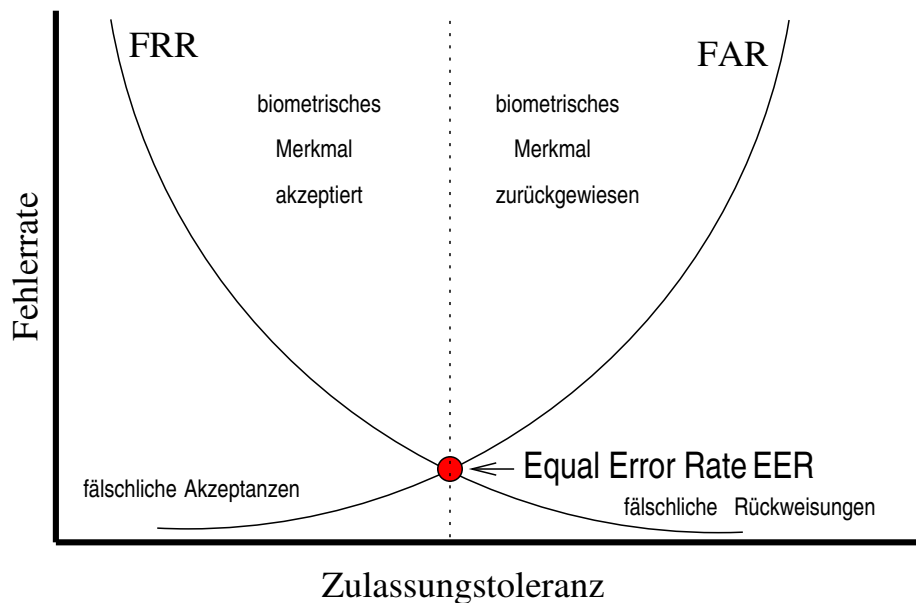 FRR
FAR
biometrisches
Merkmal
akzeptiert
biometrisches
Merkmal
zurückgewiesen
Fehlerrate
Equal Error Rate EER
fälschliche Akzeptanzen
fälschliche Rückweisungen
Zulassungstoleranz